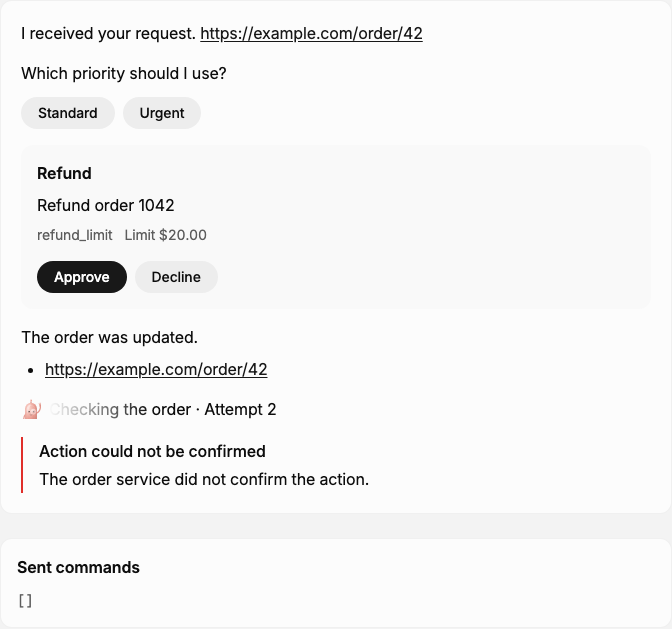 I received your request. https://example.com/order/42
Which priority should I use?
Standard
Urgent
Refund
Refund order 1042
refund_limit Limit $20.00
Approve
Decline
The order was updated.
• https://example.com/order/42
Checking the order · Attempt 2
Action could not be confirmed
The order service did not confirm the action.
Sent commands
[]